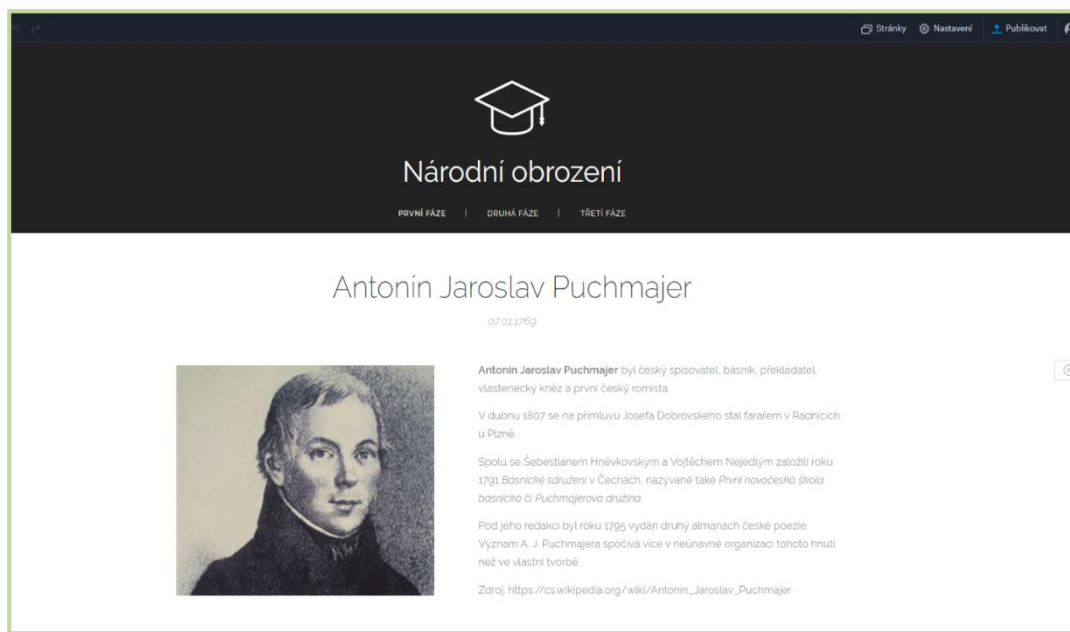 Stránky Nastavení Publikovat
Národní obrození
PRVNÍ FÁZE | DRUHÁ FÁZE | TŘETÍ FÁZE
Antonín Jaroslav Puchmajer
07.01.1769
Antonín Jaroslav Puchmajer byl český spisovatel, básník, překladatel,
vlastenecký kněz a první český romista.
V dubnu 1807 se na přímluvu Josefa Dobrovského stal farářem v Radnicích
u Plzně.
Spolu se Šebestiánem Hněvkovským a Vojtěchem Nejedlým založili roku
1791 Básnické sdružení v Čechách, nazývané také První novočeská škola
básnická či Puchmajerova družina.
Pod jeho redakcí byl roku 1795 vydán druhý almanach české poezie.
Význam A. J. Puchmajera spočívá více v neúnavné organizaci tohoto hnutí
než ve vlastní tvorbě.
Zdroj: https://cs.wikipedia.org/wiki/Antonín_Jaroslav_Puchmajer